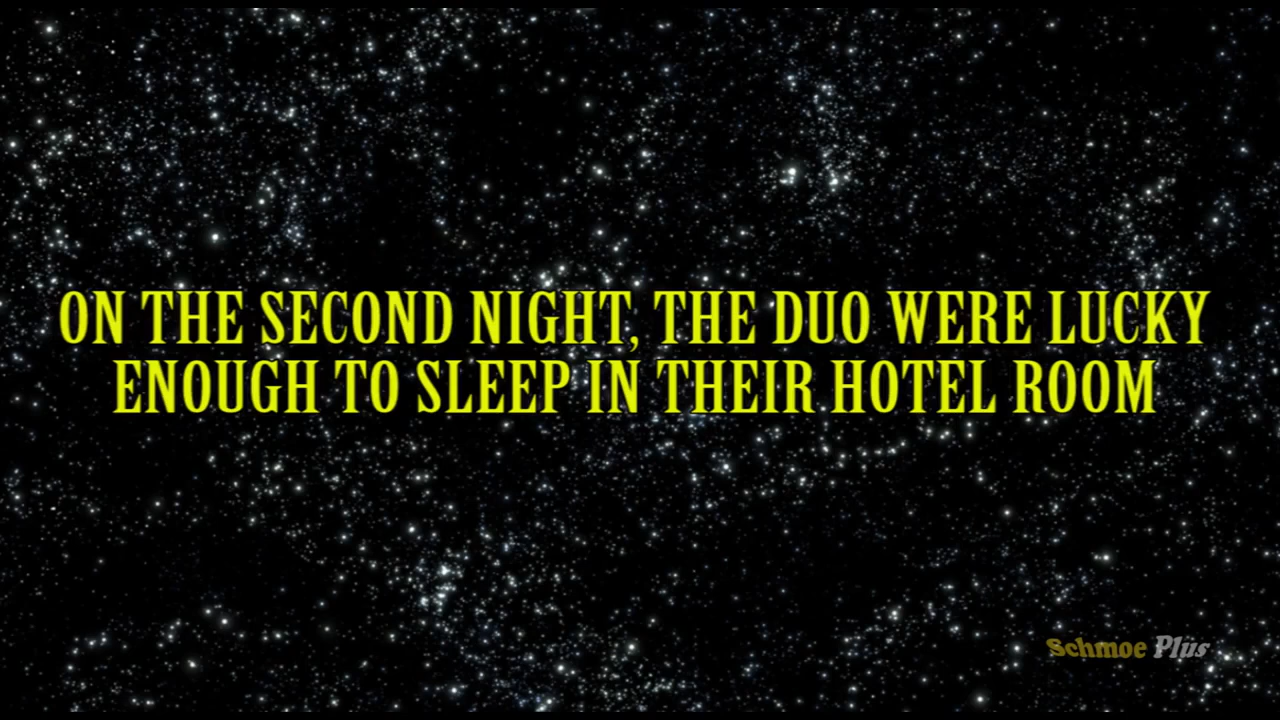 ON THE SECOND NIGHT, THE DUO WERE LUCKY
ENOUGH TO SLEEP IN THEIR HOTEL ROOM
Schmoe Plus